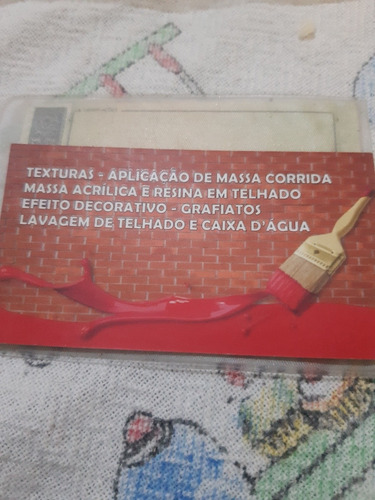 TEXTURAS - APLICAÇÃO DE MASSA CORRIDA
MASSA ACRÍLICA E RESINA EM TELHADO
EFEITO DECORATIVO - GRAFIATOS
LAVAGEM DE TELHADO E CAIXA D'ÁGUA